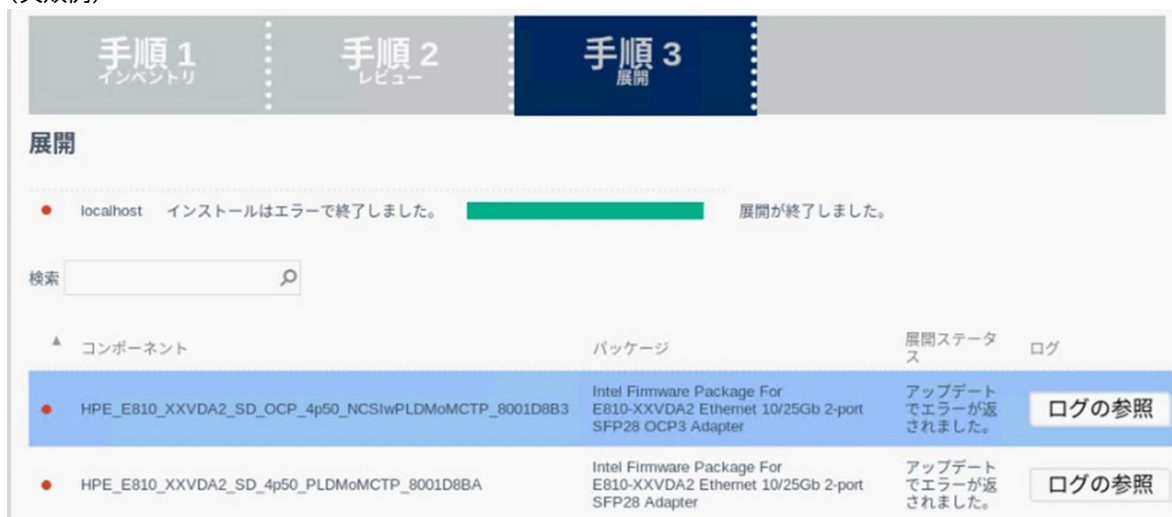 手順 1
インベントリ
手順 2
レビュー
手順 3
展開
展開
localhost インストールはエラーで終了しました。 展開が終了しました。
検索
▲ コンポーネント パッケージ 展開ステータス ログ
HPE_E810_XXVDA2_SD_OCP_4p50_NCSIwPLDMoMCTP_8001D8B3
Intel Firmware Package For
E810-XXVDA2 Ethernet 10/25Gb 2-port
SFP28 OCP3 Adapter
アップデート
でエラーが返
されました。
ログの参照
HPE_E810_XXVDA2_SD_4p50_PLDMoMCTP_8001D8BA
Intel Firmware Package For
E810-XXVDA2 Ethernet 10/25Gb 2-port
SFP28 Adapter
アップデート
でエラーが返
されました。
ログの参照